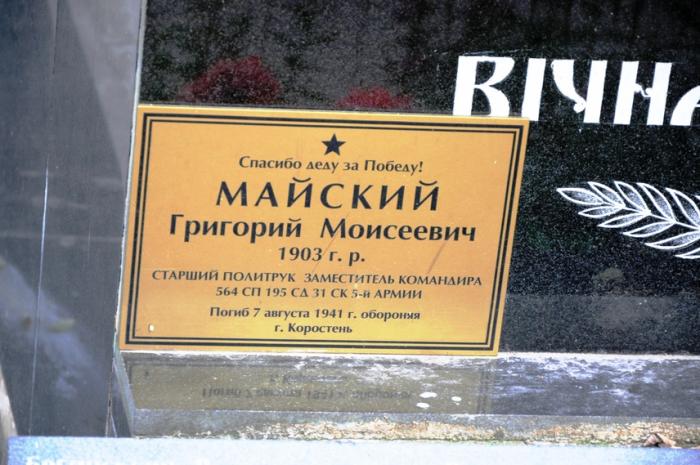 ВІЧНА
Спасибо деду за Победу!
МАЙСКИЙ
Григорий Моисеевич
1903 г. р.
СТАРШИЙ ПОЛИТРУК ЗАМЕСТИТЕЛЬ КОМАНДИРА
564 СП 195 СД 31 СК 5-й АРМИИ
Погиб 7 августа 1941 г. обороняя
г. Коростень